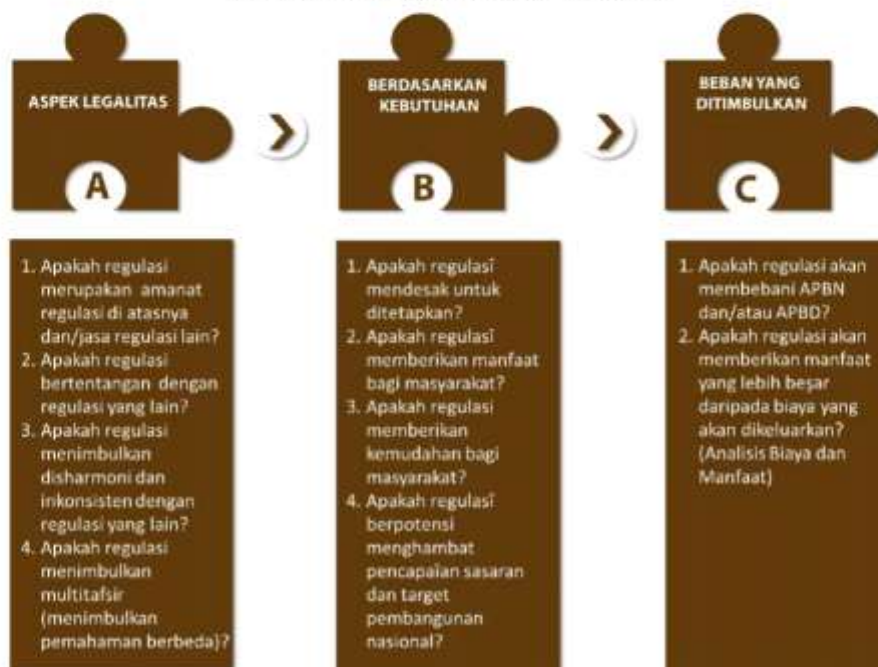 ASPEK LEGALITAS
A
BERDASARKAN
KEBUTUHAN
B
BEBAN YANG
DITIMBULKAN
C
1. Apakah regulasi
merupakan amanat
regulasi di atasnya
dan/jasa regulasi lain?
2. Apakah regulasi
bertentangan dengan
regulasi yang lain?
3. Apakah regulasi
menimbulkan
disharmoni dan
inkonsisten dengan
regulasi yang lain?
4. Apakah regulasi
menimbulkan
multitafsir
(menimbulkan
pemahaman berbeda)?
1. Apakah regulasi
mendesak untuk
ditetapkan?
2. Apakah regulasi
memberikan manfaat
bagi masyarakat?
3. Apakah regulasi
memberikan
kemudahan bagi
masyarakat?
4. Apakah regulasi
berpotensi
menghambat
pencapaian sasaran
dan target
pembangunan
nasional?
1. Apakah regulasi akan
membebani APBN
dan/atau APBD?
2. Apakah regulasi akan
memberikan manfaat
yang lebih besar
daripada biaya yang
akan dikeluarkan?
(Analisis Biaya dan
Manfaat)